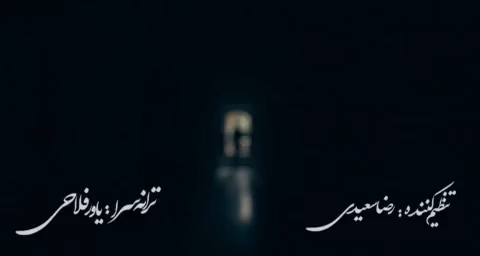 تنظیم کننده : رضا سعیدی
ترانه سرا : یاور فلاحی